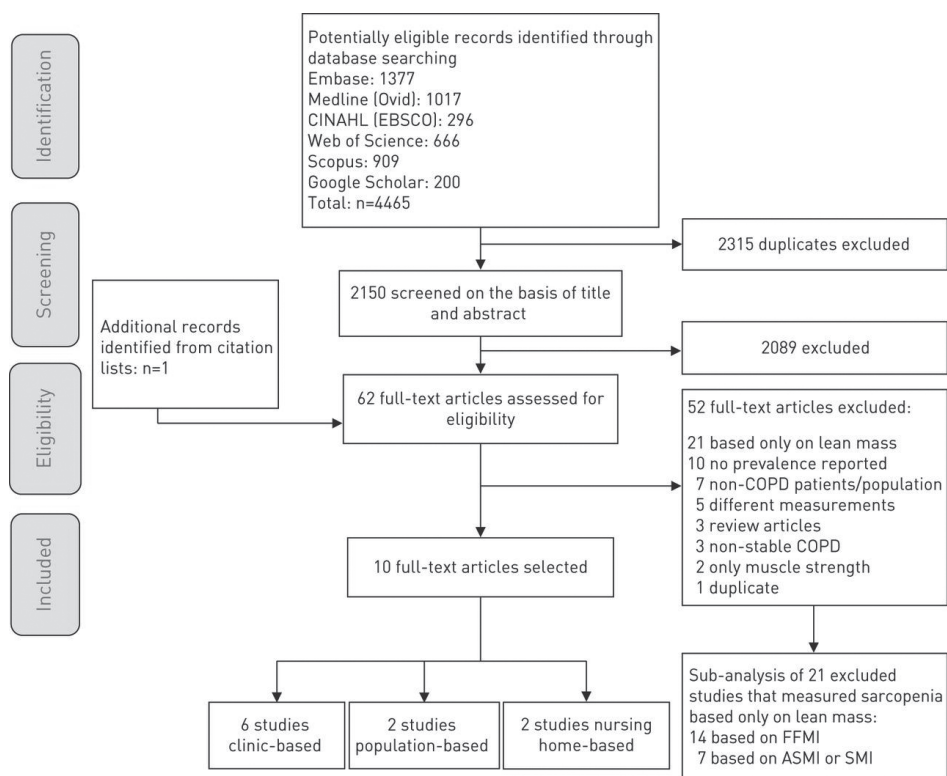 Identification
Potentially eligible records identified through
database searching
Embase: 1377
Medline (Ovid): 1017
CINAHL (EBSCO): 296
Web of Science: 666
Scopus: 909
Google Scholar: 200
Total: n=4465
2315 duplicates excluded
Screening
2150 screened on the basis of title
and abstract
Additional records
identified from citation
lists: n=1
2089 excluded
Eligibility
62 full-text articles assessed for
eligibility
52 full-text articles excluded:
21 based only on lean mass
10 no prevalence reported
7 non-COPD patients/population
5 different measurements
3 review articles
3 non-stable COPD
2 only muscle strength
1 duplicate
Included
10 full-text articles selected
6 studies
clinic-based
2 studies
population-based
2 studies nursing
home-based
Sub-analysis of 21 excluded
studies that measured sarcopenia
based only on lean mass:
14 based on FFMI
7 based on ASMI or SMI